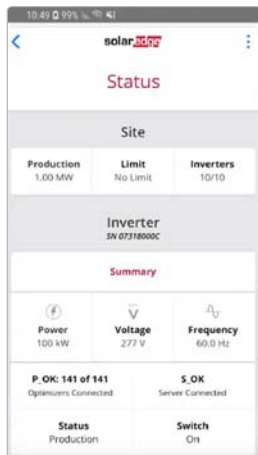 10:49 99%
solaredge
Status
Site
Production Limit Inverters
1.00 MW No Limit 10/10
Inverter
SN 07318000C
Summary
Power Voltage Frequency
100 kW 277 V 60.0 Hz
P_OK: 141 of 141 S_OK
Optimizers Connected Server Connected
Status Switch
Production On